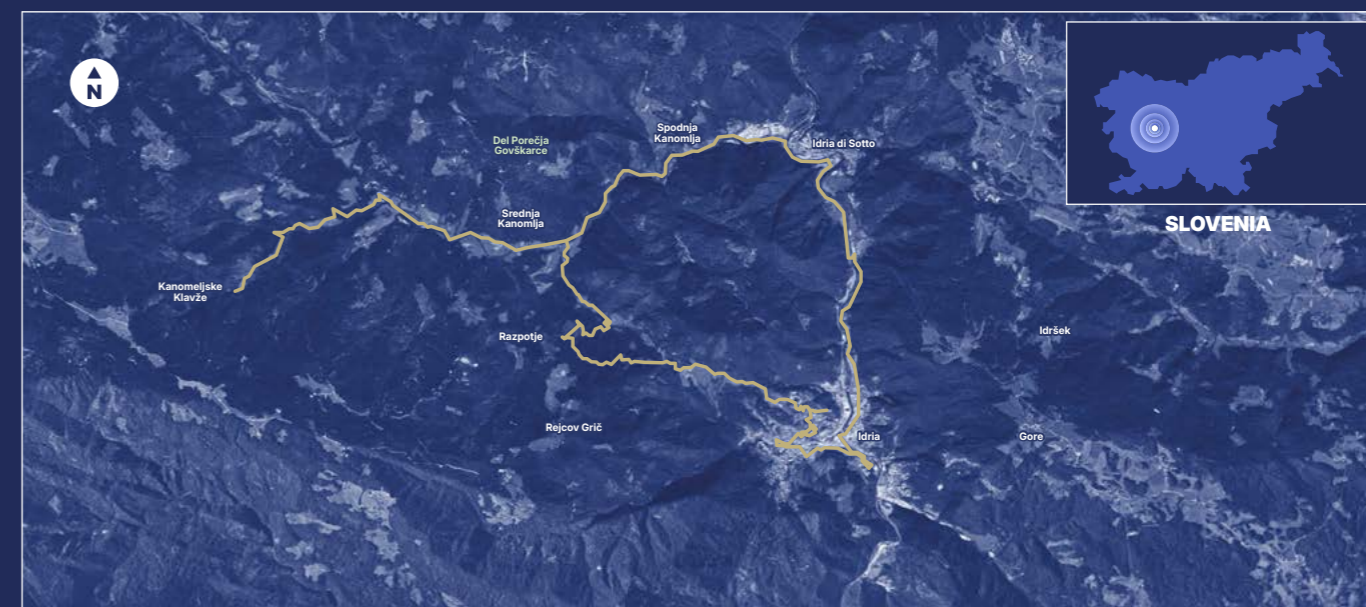 N
SLOVENIA
Del Porečja
Govškarce
Spodnja
Kanomlja
Idria di Sotto
Srednja
Kanomlja
Kanomeljske
Klavže
Razpotje
Idršek
Rejcov Grič
Idria
Gore